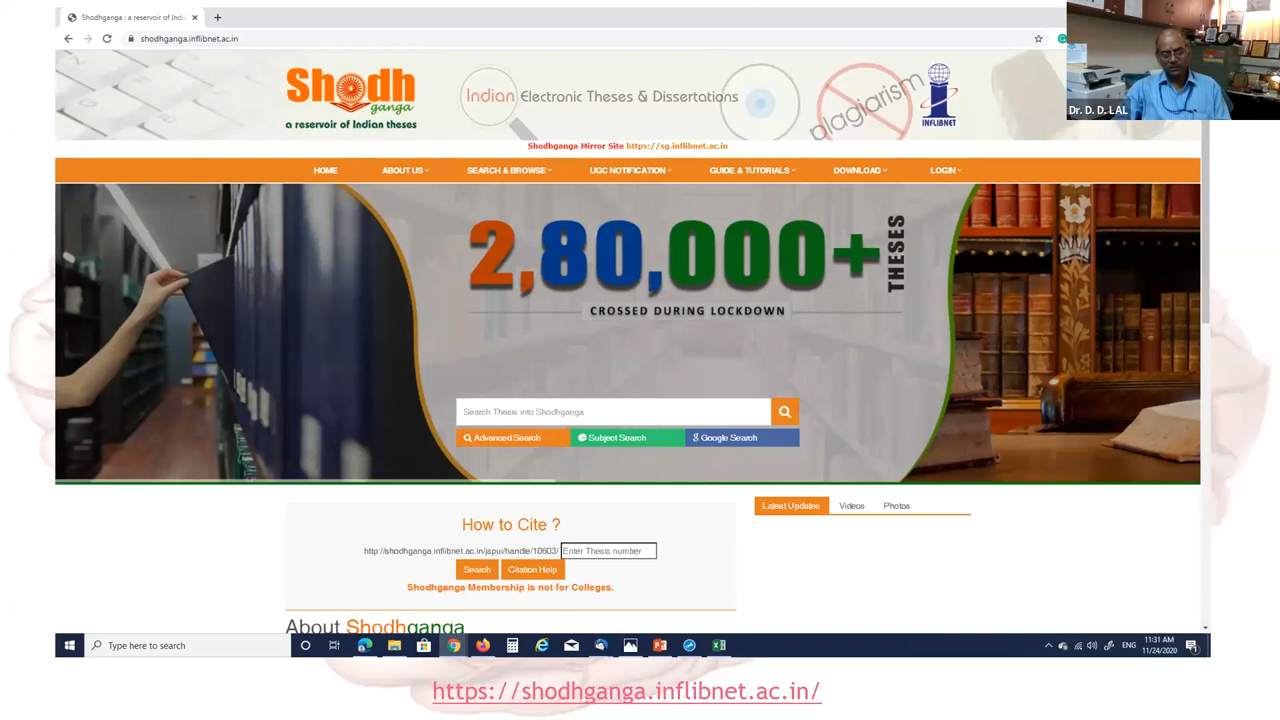 Shodhganga : a reservoir of Indi
shodhganga.inflibnet.ac.in
Dr. D. D. LAL
Shodh
ganga
a reservoir of Indian theses
Indian Electronic Theses & Dissertations
plagiarism
INFLIBNET
Shodhganga Mirror Site https://sg.inflibnet.ac.in
HOME ABOUT US SEARCH & BROWSE UGC NOTIFICATION GUIDE & TUTORIALS DOWNLOAD LOGIN
2,80,000+ THESES
CROSSED DURING LOCKDOWN
Search Thesis into Shodhganga
Advanced Search Subject Search Google Search
How to Cite ?
http://shodhganga.inflibnet.ac.in/jspui/handle/10603/ Enter Thesis number
Search Citation Help
Shodhganga Membership is not for Colleges.
Latest Updates Videos Photos
About Shodhganga
Type here to search
ENG
11:31 AM
11/24/2020
https://shodhganga.inflibnet.ac.in/